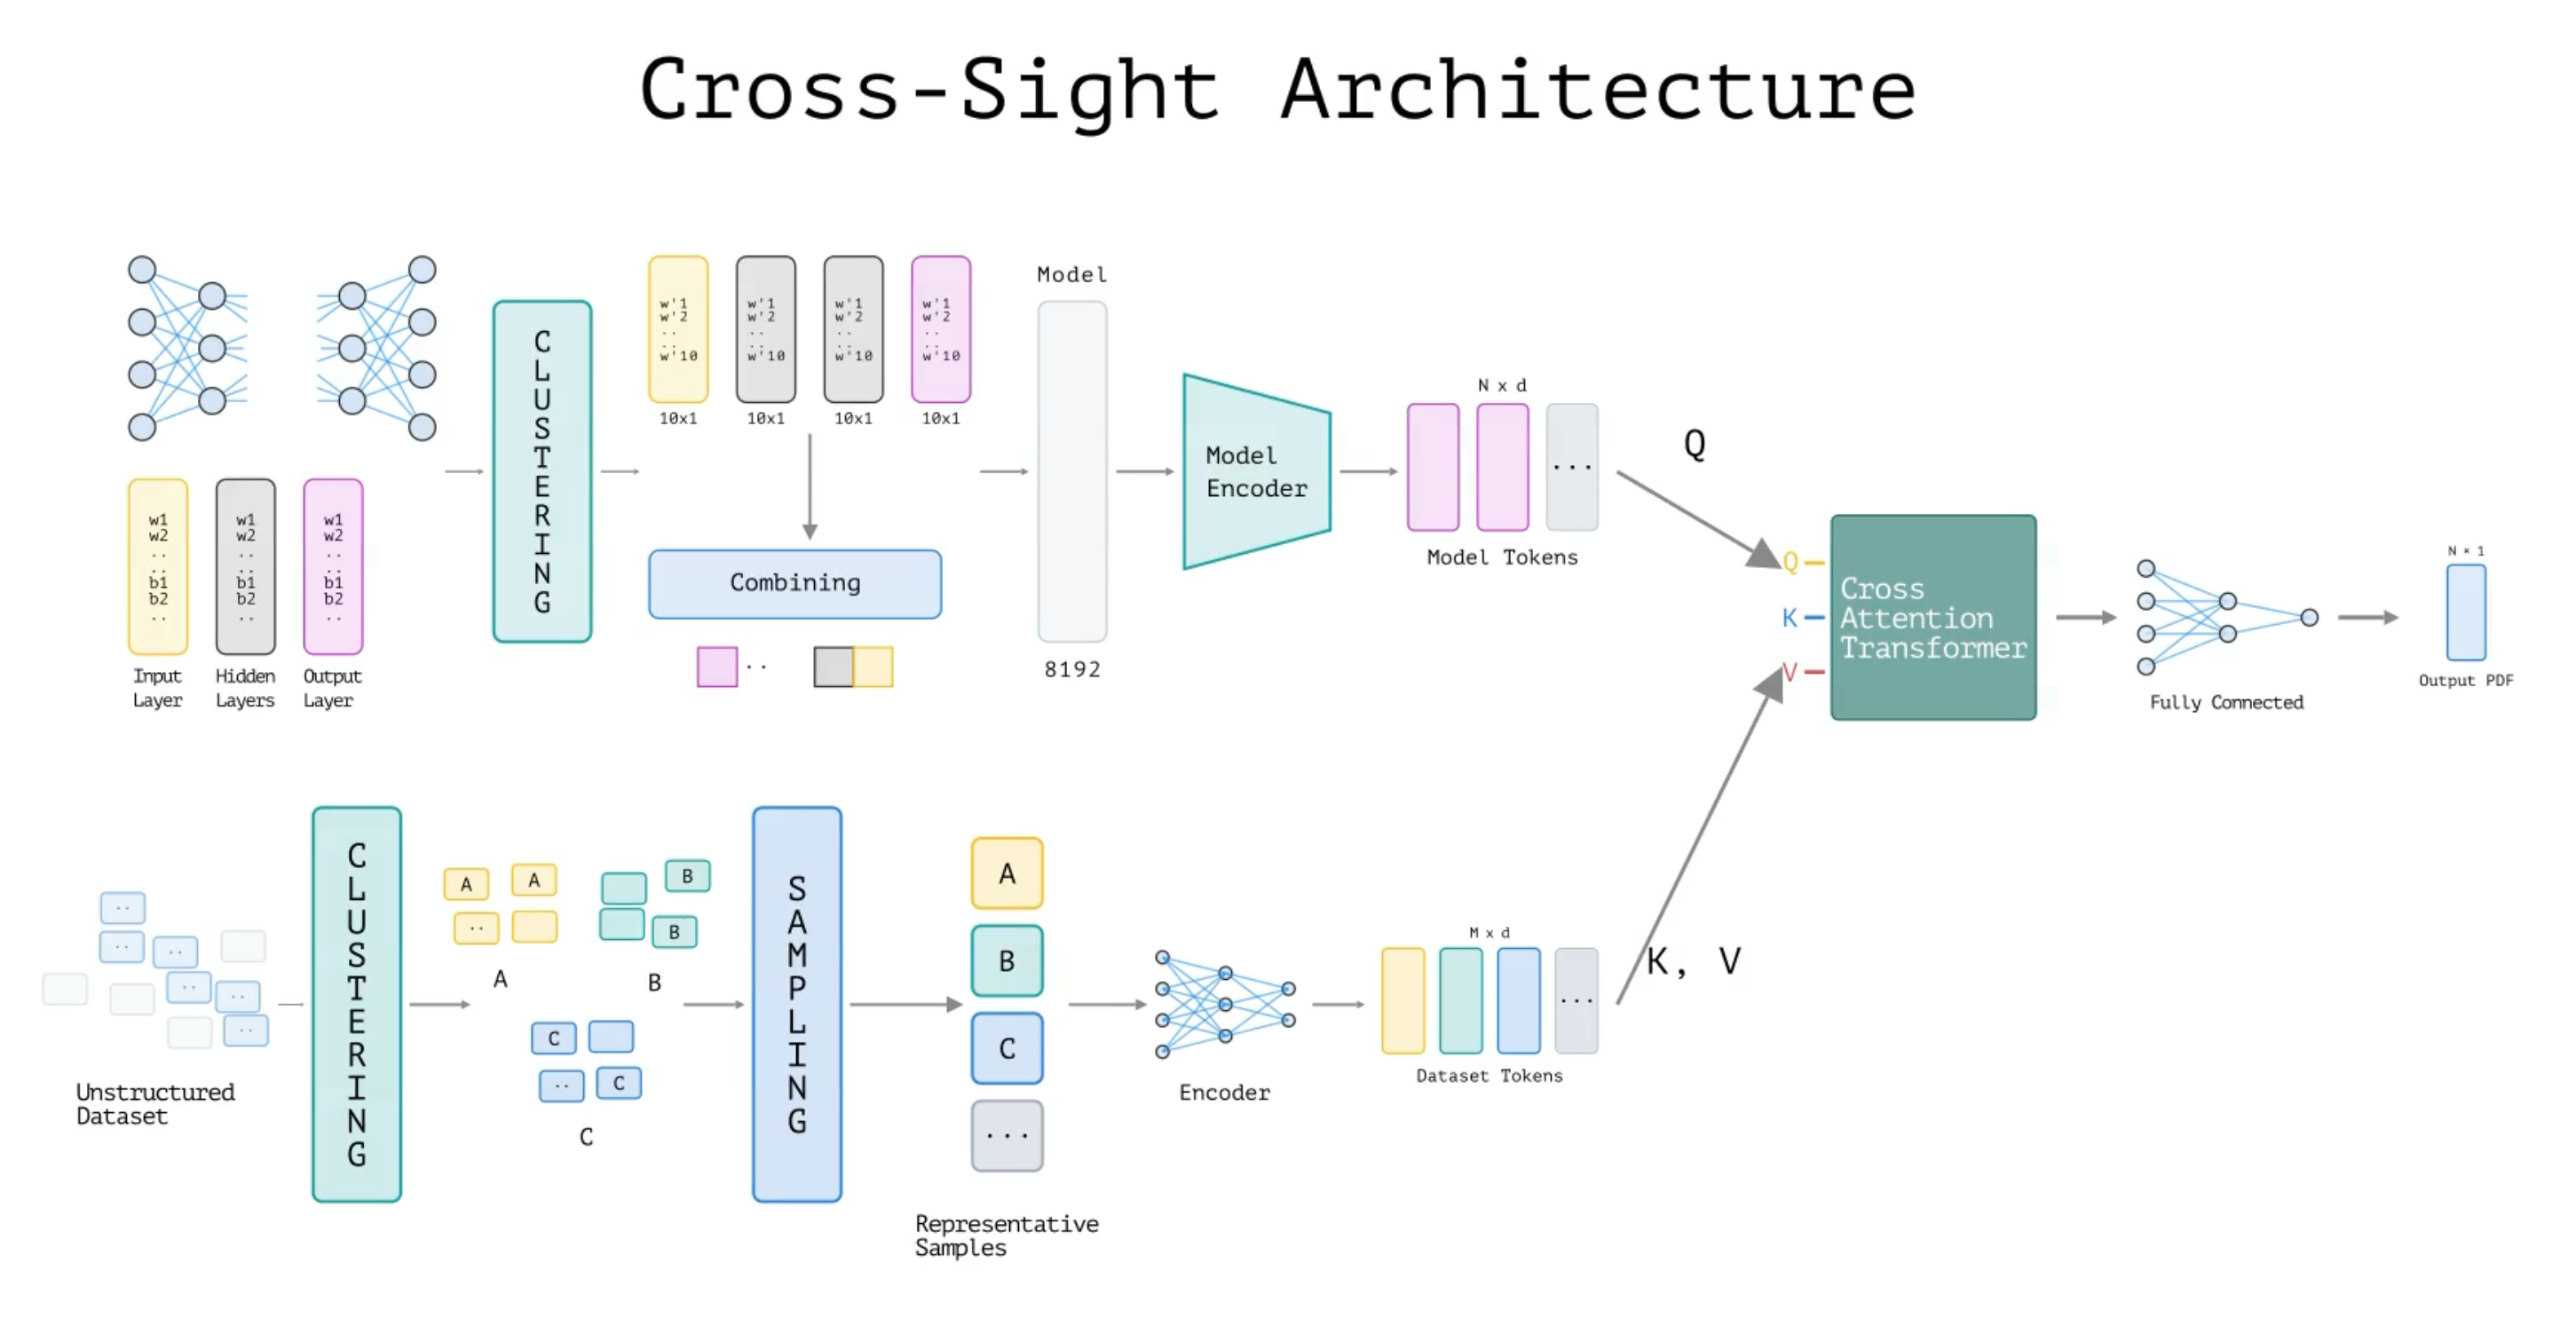 Cross-Sight Architecture
w1
w2
..
..
b1
b2
..
w1
w2
..
..
b1
b2
..
w1
w2
..
..
b1
b2
..
Input
Layer
Hidden
Layers
Output
Layer
CLUSTERING
w'1
w'2
..
..
w'10
w'1
w'2
..
..
w'10
w'1
w'2
..
..
w'10
w'1
w'2
..
..
w'10
10x1
10x1
10x1
10x1
Combining
..
Model
8192
Model
Encoder
N x d
...
Model Tokens
Q
Q
K
V
Cross
Attention
Transformer
Fully Connected
N × 1
Output PDF
..
..
..
..
..
..
Unstructured
Dataset
CLUSTERING
A
A
..
A
B
B
B
C
..
C
C
SAMPLING
A
B
C
...
Representative
Samples
Encoder
M x d
...
Dataset Tokens
K, V